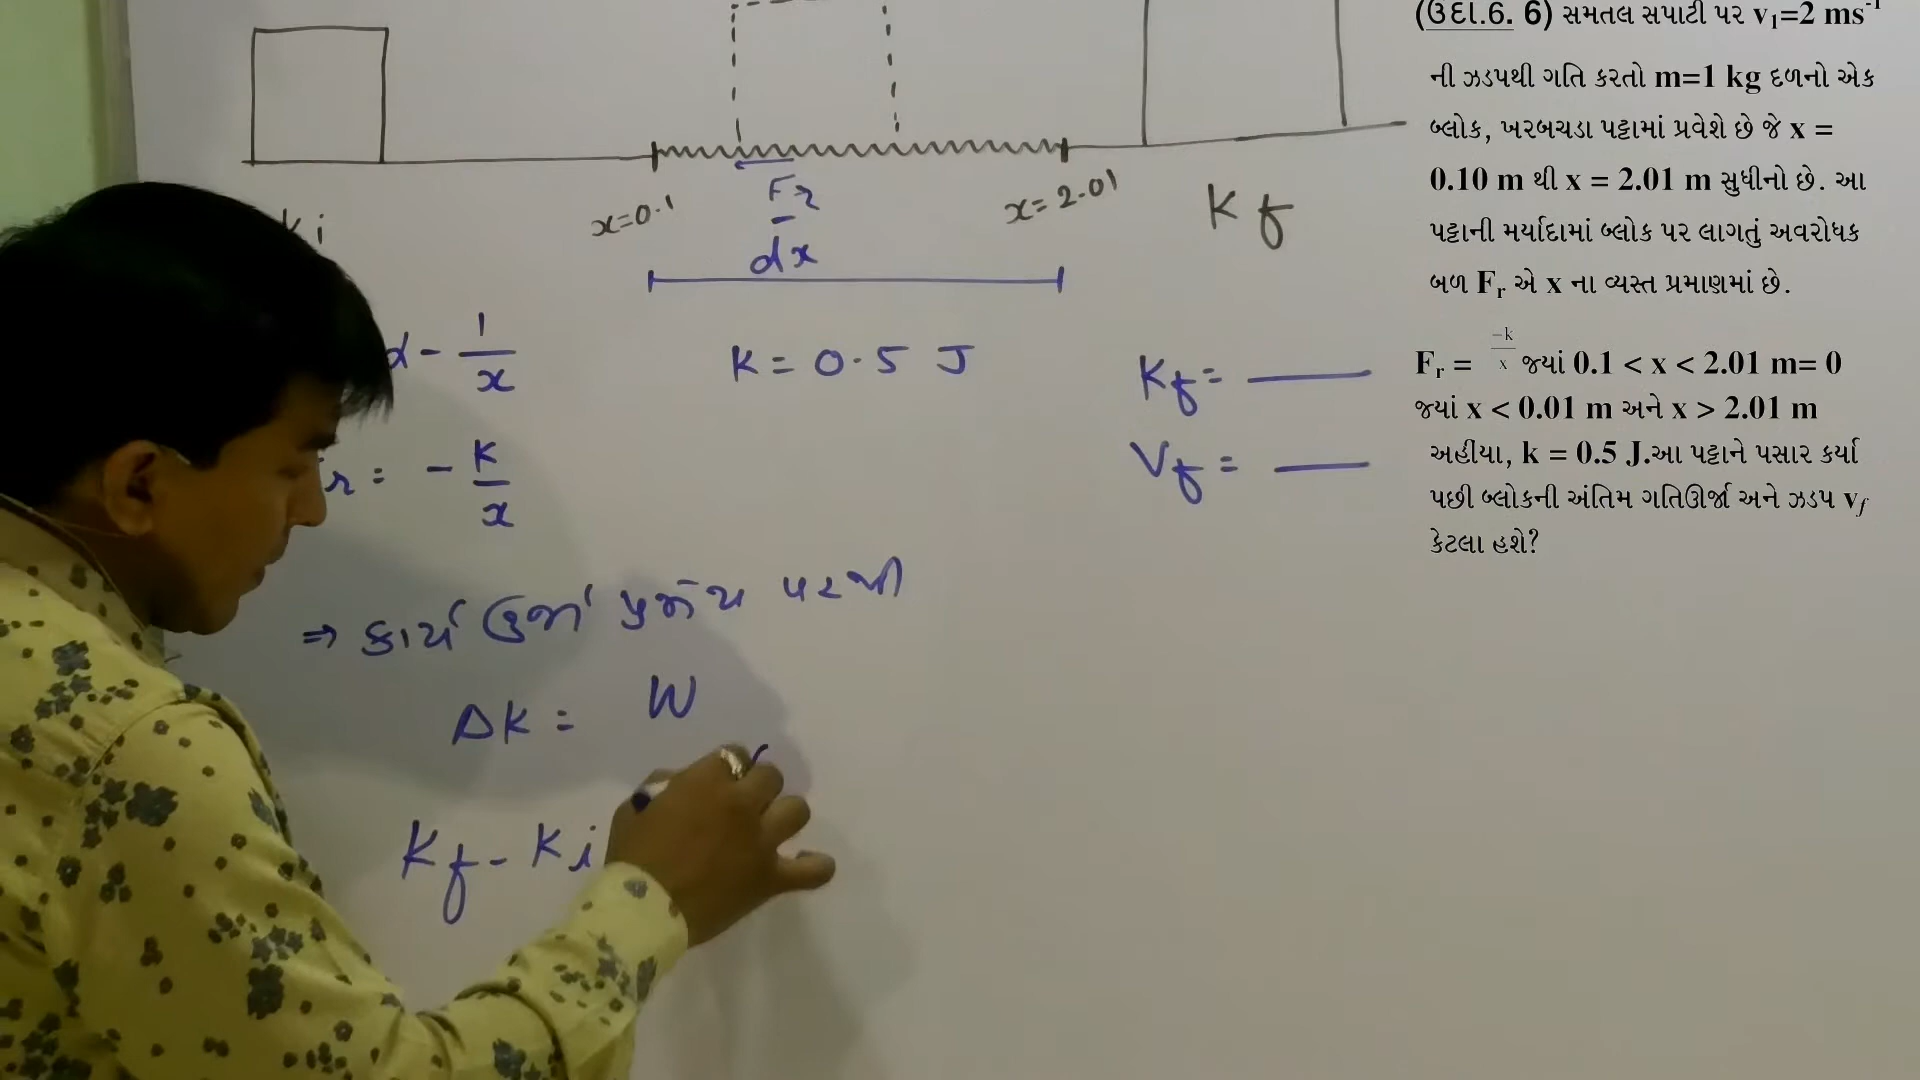 x=0.1
Fr
dx
x=2.01
Kf
Ki
α - 1/x
r = - K/x
K = 0.5 J
Kf = ___
Vf = ___
⇒ કાર્ય ઉર્જા પ્રમેય પરથી
ΔK = W
Kf - Ki
(ઉદા.6. 6) સમતલ સપાટી પર v₁=2 ms⁻¹
ની ઝડપથી ગતિ કરતો m=1 kg દળનો એક
બ્લોક, ખરબચડા પટ્ટામાં પ્રવેશે છે જે x =
0.10 m થી x = 2.01 m સુધીનો છે. આ
પટ્ટાની મર્યાદામાં બ્લોક પર લાગતું અવરોધક
બળ Fr એ x ના વ્યસ્ત પ્રમાણમાં છે.
Fr = -k/x જ્યાં 0.1 < x < 2.01 m= 0
જ્યાં x < 0.01 m અને x > 2.01 m
અહીંયા, k = 0.5 J.આ પટ્ટાને પસાર કર્યા
પછી બ્લોકની અંતિમ ગતિઊર્જા અને ઝડપ vf
કેટલા હશે?